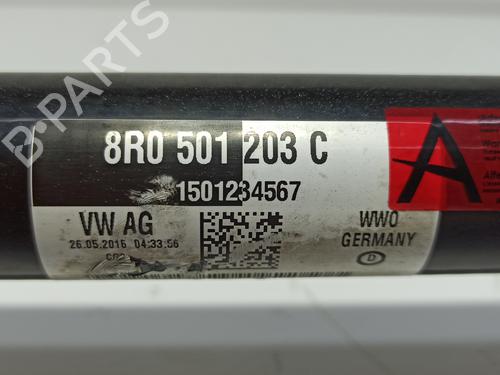 8R0 501 203 C
1501234567
VW AG
26.05.2016 04:33:56
WWO
GERMANY
D
A
B-PARTS